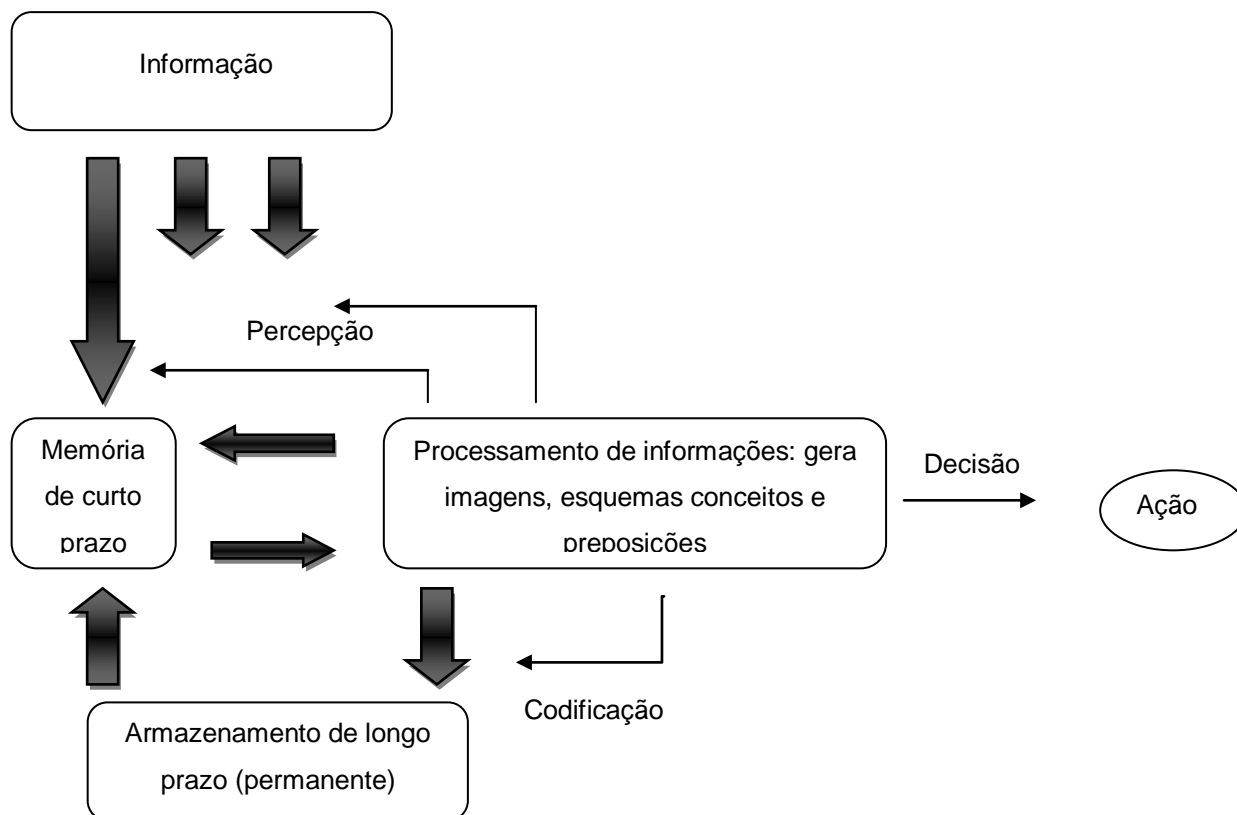 Informação
Percepção
Memória
de curto
prazo
Processamento de informações: gera
imagens, esquemas conceitos e
preposições
Decisão
Ação
Codificação
Armazenamento de longo
prazo (permanente)